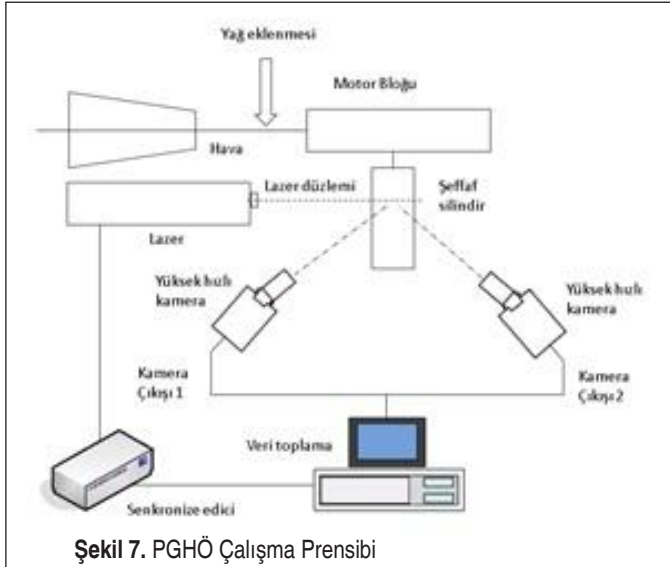 Yağ eklenmesi
Motor Bloğu
Hava
Lazer düzlemi
Şeffaf
silindir
Lazer
Yüksek hızlı
kamera
Yüksek hızlı
kamera
Kamera
Çıkışı 1
Kamera
Çıkışı 2
Veri toplama
Senkronize edici
Şekil 7. PGHÖ Çalışma Prensibi